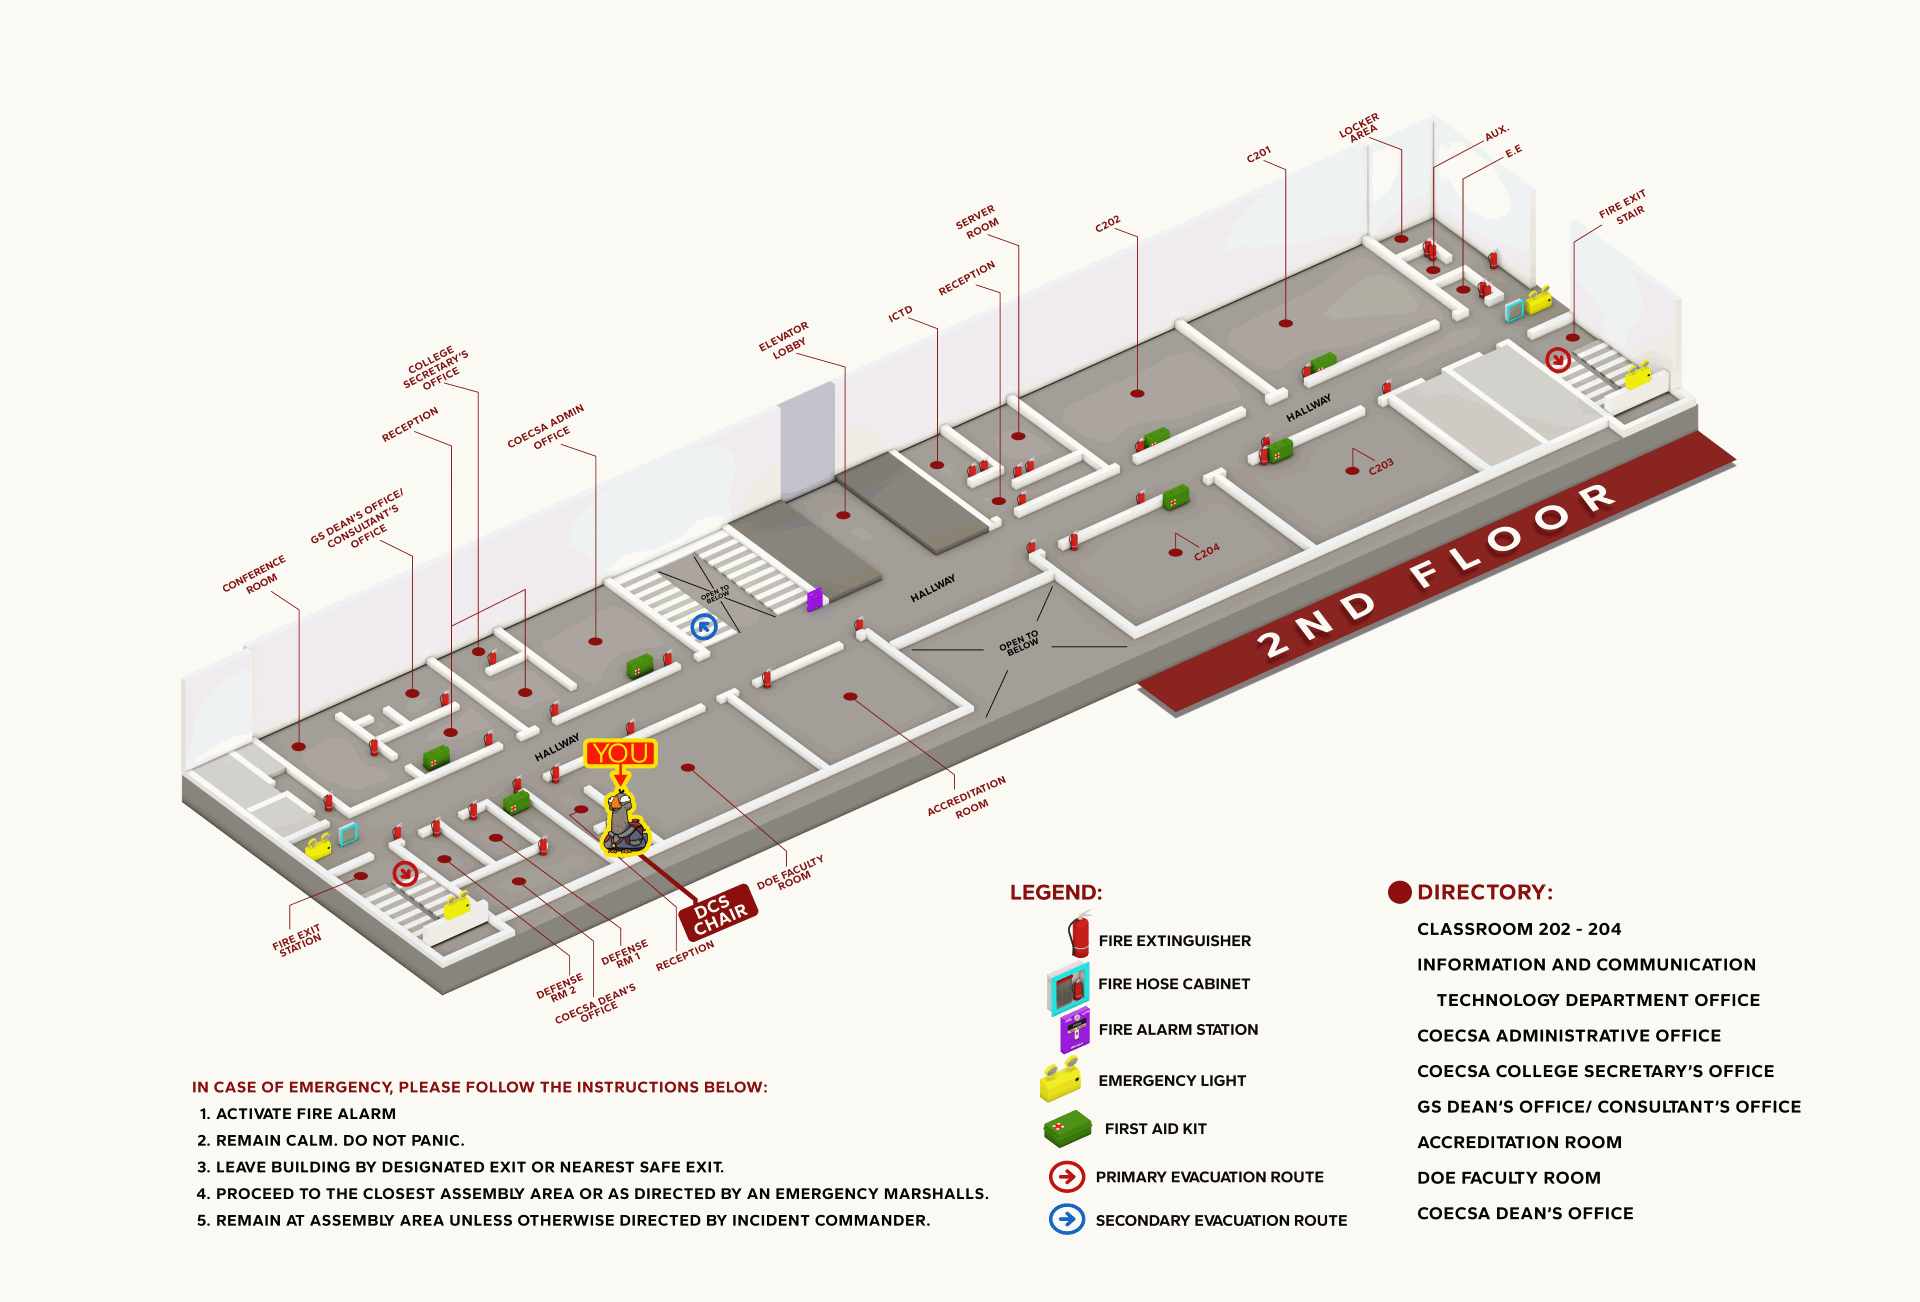 LOCKER
AREA
AUX.
E.E
C201
FIRE EXIT
STAIR
SERVER
ROOM
C202
RECEPTION
ICTD
ELEVATOR
LOBBY
COLLEGE
SECRETARY'S
OFFICE
RECEPTION
COECSA ADMIN
OFFICE
GS DEAN'S OFFICE/
CONSULTANT'S
OFFICE
CONFERENCE
ROOM
HALLWAY
C203
C204
OPEN TO
BELOW
HALLWAY
OPEN TO
BELOW
2ND FLOOR
HALLWAY
YOU
ACCREDITATION
ROOM
DOE FACULTY
ROOM
DCS
CHAIR
FIRE EXIT
STATION
DEFENSE
RM 1
RECEPTION
DEFENSE
RM 2
COECSA DEAN'S
OFFICE
LEGEND:
FIRE EXTINGUISHER
FIRE HOSE CABINET
FIRE ALARM STATION
EMERGENCY LIGHT
FIRST AID KIT
PRIMARY EVACUATION ROUTE
SECONDARY EVACUATION ROUTE
DIRECTORY:
CLASSROOM 202 - 204
INFORMATION AND COMMUNICATION
TECHNOLOGY DEPARTMENT OFFICE
COECSA ADMINISTRATIVE OFFICE
COECSA COLLEGE SECRETARY'S OFFICE
GS DEAN'S OFFICE/ CONSULTANT'S OFFICE
ACCREDITATION ROOM
DOE FACULTY ROOM
COECSA DEAN'S OFFICE
IN CASE OF EMERGENCY, PLEASE FOLLOW THE INSTRUCTIONS BELOW:
1. ACTIVATE FIRE ALARM
2. REMAIN CALM. DO NOT PANIC.
3. LEAVE BUILDING BY DESIGNATED EXIT OR NEAREST SAFE EXIT.
4. PROCEED TO THE CLOSEST ASSEMBLY AREA OR AS DIRECTED BY AN EMERGENCY MARSHALLS.
5. REMAIN AT ASSEMBLY AREA UNLESS OTHERWISE DIRECTED BY INCIDENT COMMANDER.